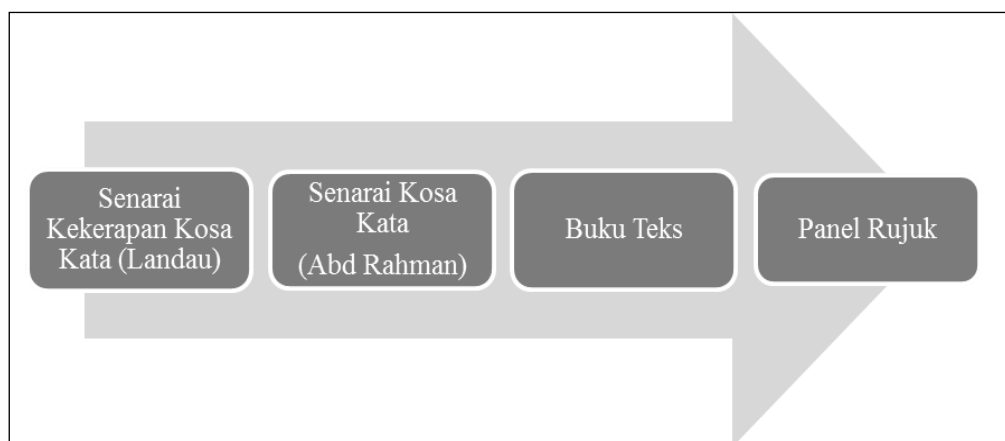 Senarai
Kekerapan Kosa
Kata (Landau)
Senarai Kosa
Kata
(Abd Rahman)
Buku Teks
Panel Rujuk